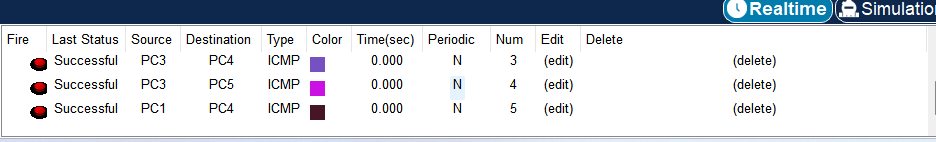 Realtime Simulation
Fire Last Status Source Destination Type Color Time(sec) Periodic Num Edit Delete
Successful PC3 PC4 ICMP 0.000 N 3 (edit) (delete)
Successful PC3 PC5 ICMP 0.000 N 4 (edit) (delete)
Successful PC1 PC4 ICMP 0.000 N 5 (edit) (delete)